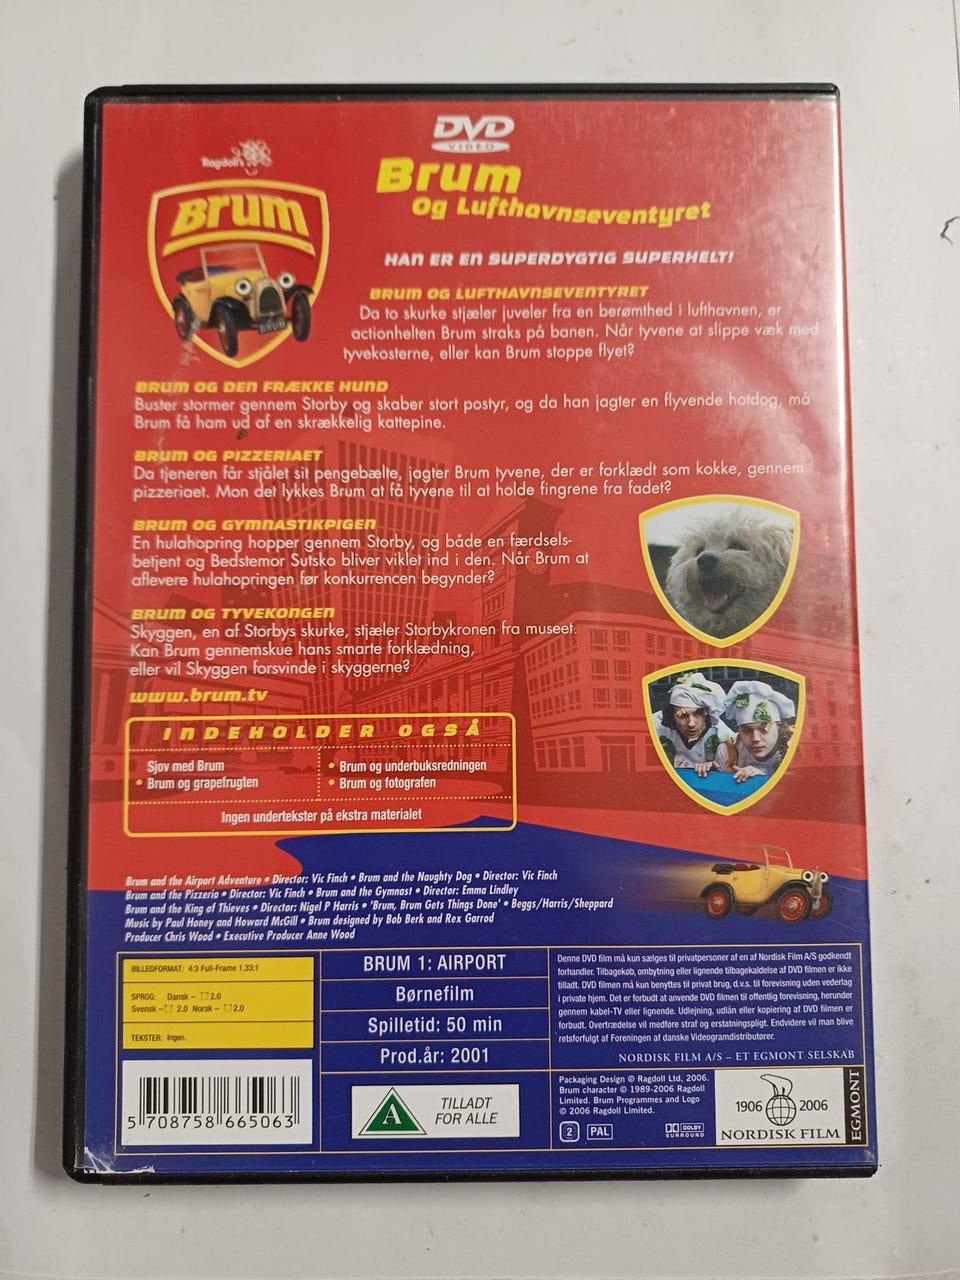 DVD
VIDEO
Ragdoll's
Brum
BRUM
Brum
Og Lufthavnseventyret
HAN ER EN SUPERDYGTIG SUPERHELT!
BRUM OG LUFTHAVNSEVENTYRET
Da to skurke stjæler juveler fra en berømthed i lufthavnen, er
actionhelten Brum straks på banen. Når tyvene at slippe væk med
tyvekosterne, eller kan Brum stoppe flyet?
BRUM OG DEN FRÆKKE HUND
Buster stormer gennem Storby og skaber stort postyr, og da han jagter en flyvende hotdog, må
Brum få ham ud af en skrækkelig kattepine.
BRUM OG PIZZERIAET
Da tjeneren får stjålet sit pengebælte, jagter Brum tyvene, der er forklædt som kokke, gennem
pizzeriaet. Mon det lykkes Brum at få tyvene til at holde fingrene fra fadet?
BRUM OG GYMNASTIKPIGEN
En hulahopring hopper gennem Storby, og både en færdsels-
betjent og Bedstemor Sutsko bliver viklet ind i den. Når Brum at
aflevere hulahopringen før konkurrencen begynder?
BRUM OG TYVEKONGEN
Skyggen, en af Storbys skurke, stjæler Storbykronen fra museet.
Kan Brum gennemskue hans smarte forklædning,
eller vil Skyggen forsvinde i skyggerne?
www.brum.tv
INDEHOLDER OGSÅ
Sjov med Brum
• Brum og grapefrugten
• Brum og underbuksredningen
• Brum og fotografen
Ingen undertekster på ekstra materialet
Brum and the Airport Adventure • Director: Vic Finch • Brum and the Naughty Dog • Director: Vic Finch
Brum and the Pizzeria • Director: Vic Finch • Brum and the Gymnast • Director: Emma Lindley
Brum and the King of Thieves • Director: Nigel P Harris • 'Brum, Brum Gets Things Done' • Beggs/Harris/Sheppard
Music by Paul Honey and Howard McGill • Brum designed by Bob Berk and Rex Garrod
Producer Chris Wood • Executive Producer Anne Wood
BILLEDFORMAT: 4:3 Full-Frame 1.33:1
SPROG: Dansk – 2.0
Svensk – 2.0 Norsk – 2.0
TEKSTER: Ingen.
BRUM 1: AIRPORT
Børnefilm
Spilletid: 50 min
Prod.år: 2001
Denne DVD film må kun sælges til privatpersoner af en af Nordisk Film A/S godkendt
forhandler. Tilbagekøb, ombytning eller lignende tilbagekaldelse af DVD filmen er ikke
tilladt. DVD filmen må kun benyttes til privat brug, d.v.s. til forevisning uden vederlag
i private hjem. Det er forbudt at anvende DVD filmen til offentlig forevisning, herunder
gennem kabel-TV eller lignende. Udlejning, udlån eller kopiering af DVD filmen er
forbudt. Overtrædelse vil medføre straf og erstatningspligt. Endvidere vil man blive
retsforfulgt af Foreningen af danske Videogramdistributører.
NORDISK FILM A/S – ET EGMONT SELSKAB
5 708758 665063
A
TILLADT
FOR ALLE
Packaging Design © Ragdoll Ltd, 2006.
Brum character © 1989-2006 Ragdoll
Limited. Brum Programmes and Logo
© 2006 Ragdoll Limited.
2
PAL
DOLBY
SURROUND
1906 2006
NORDISK FILM
EGMONT